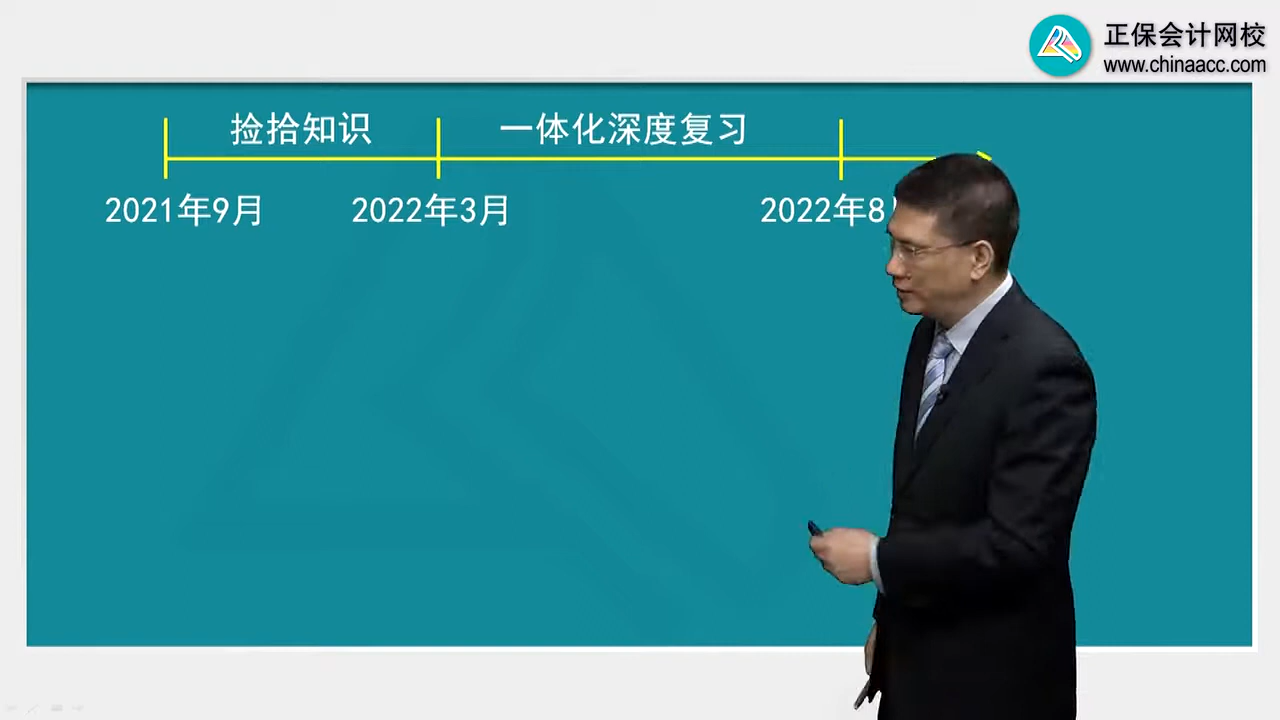 正保会计网校
www.chinaacc.com
捡拾知识
一体化深度复习
2021年9月
2022年3月
2022年8